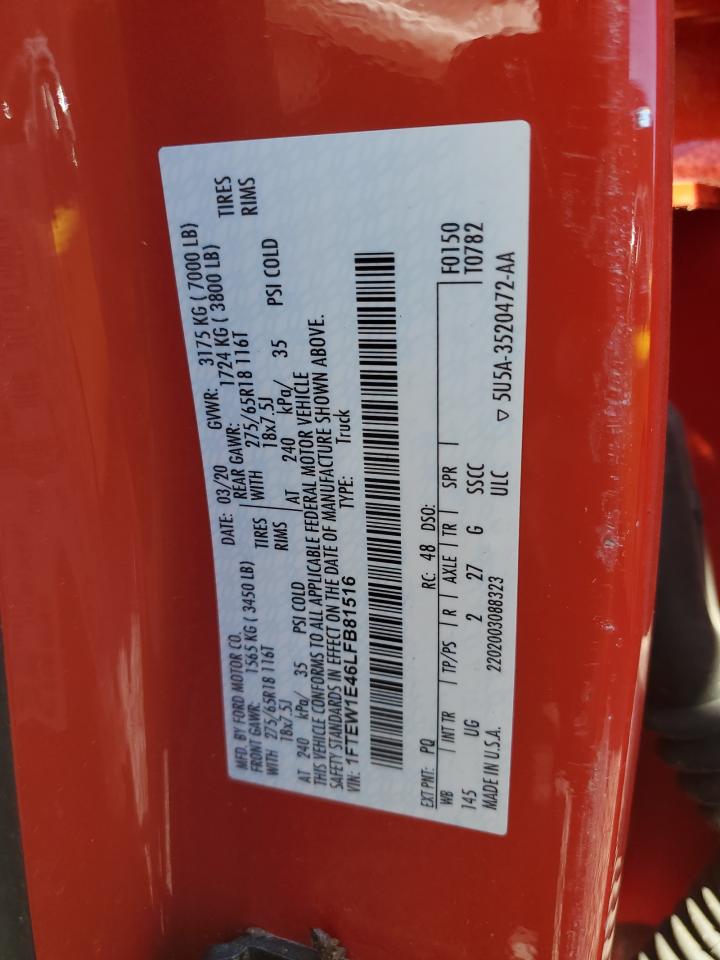 MFD. BY FORD MOTOR CO.
DATE: 03/20 GVWR: 3175 KG ( 7000 LB)
FRONT GAWR: 1565 KG ( 3450 LB) REAR GAWR: 1724 KG ( 3800 LB)
WITH 275/65R18 116T TIRES WITH 275/65R18 116T TIRES
18x7.5J RIMS 18x7.5J RIMS
AT 240 kPa/ 35 PSI COLD AT 240 kPa/ 35 PSI COLD
THIS VEHICLE CONFORMS TO ALL APPLICABLE FEDERAL MOTOR VEHICLE
SAFETY STANDARDS IN EFFECT ON THE DATE OF MANUFACTURE SHOWN ABOVE.
VIN: 1FTEW1E46LFB81516 TYPE: Truck
EXT PNT: PQ RC: 48 DSO: F0150
WB INT TR TP/PS R AXLE TR SPR T0782
145 UG 2 27 G SSCC
MADE IN U.S.A. 2202003088323 ULC ▽ 5U5A-3520472-AA